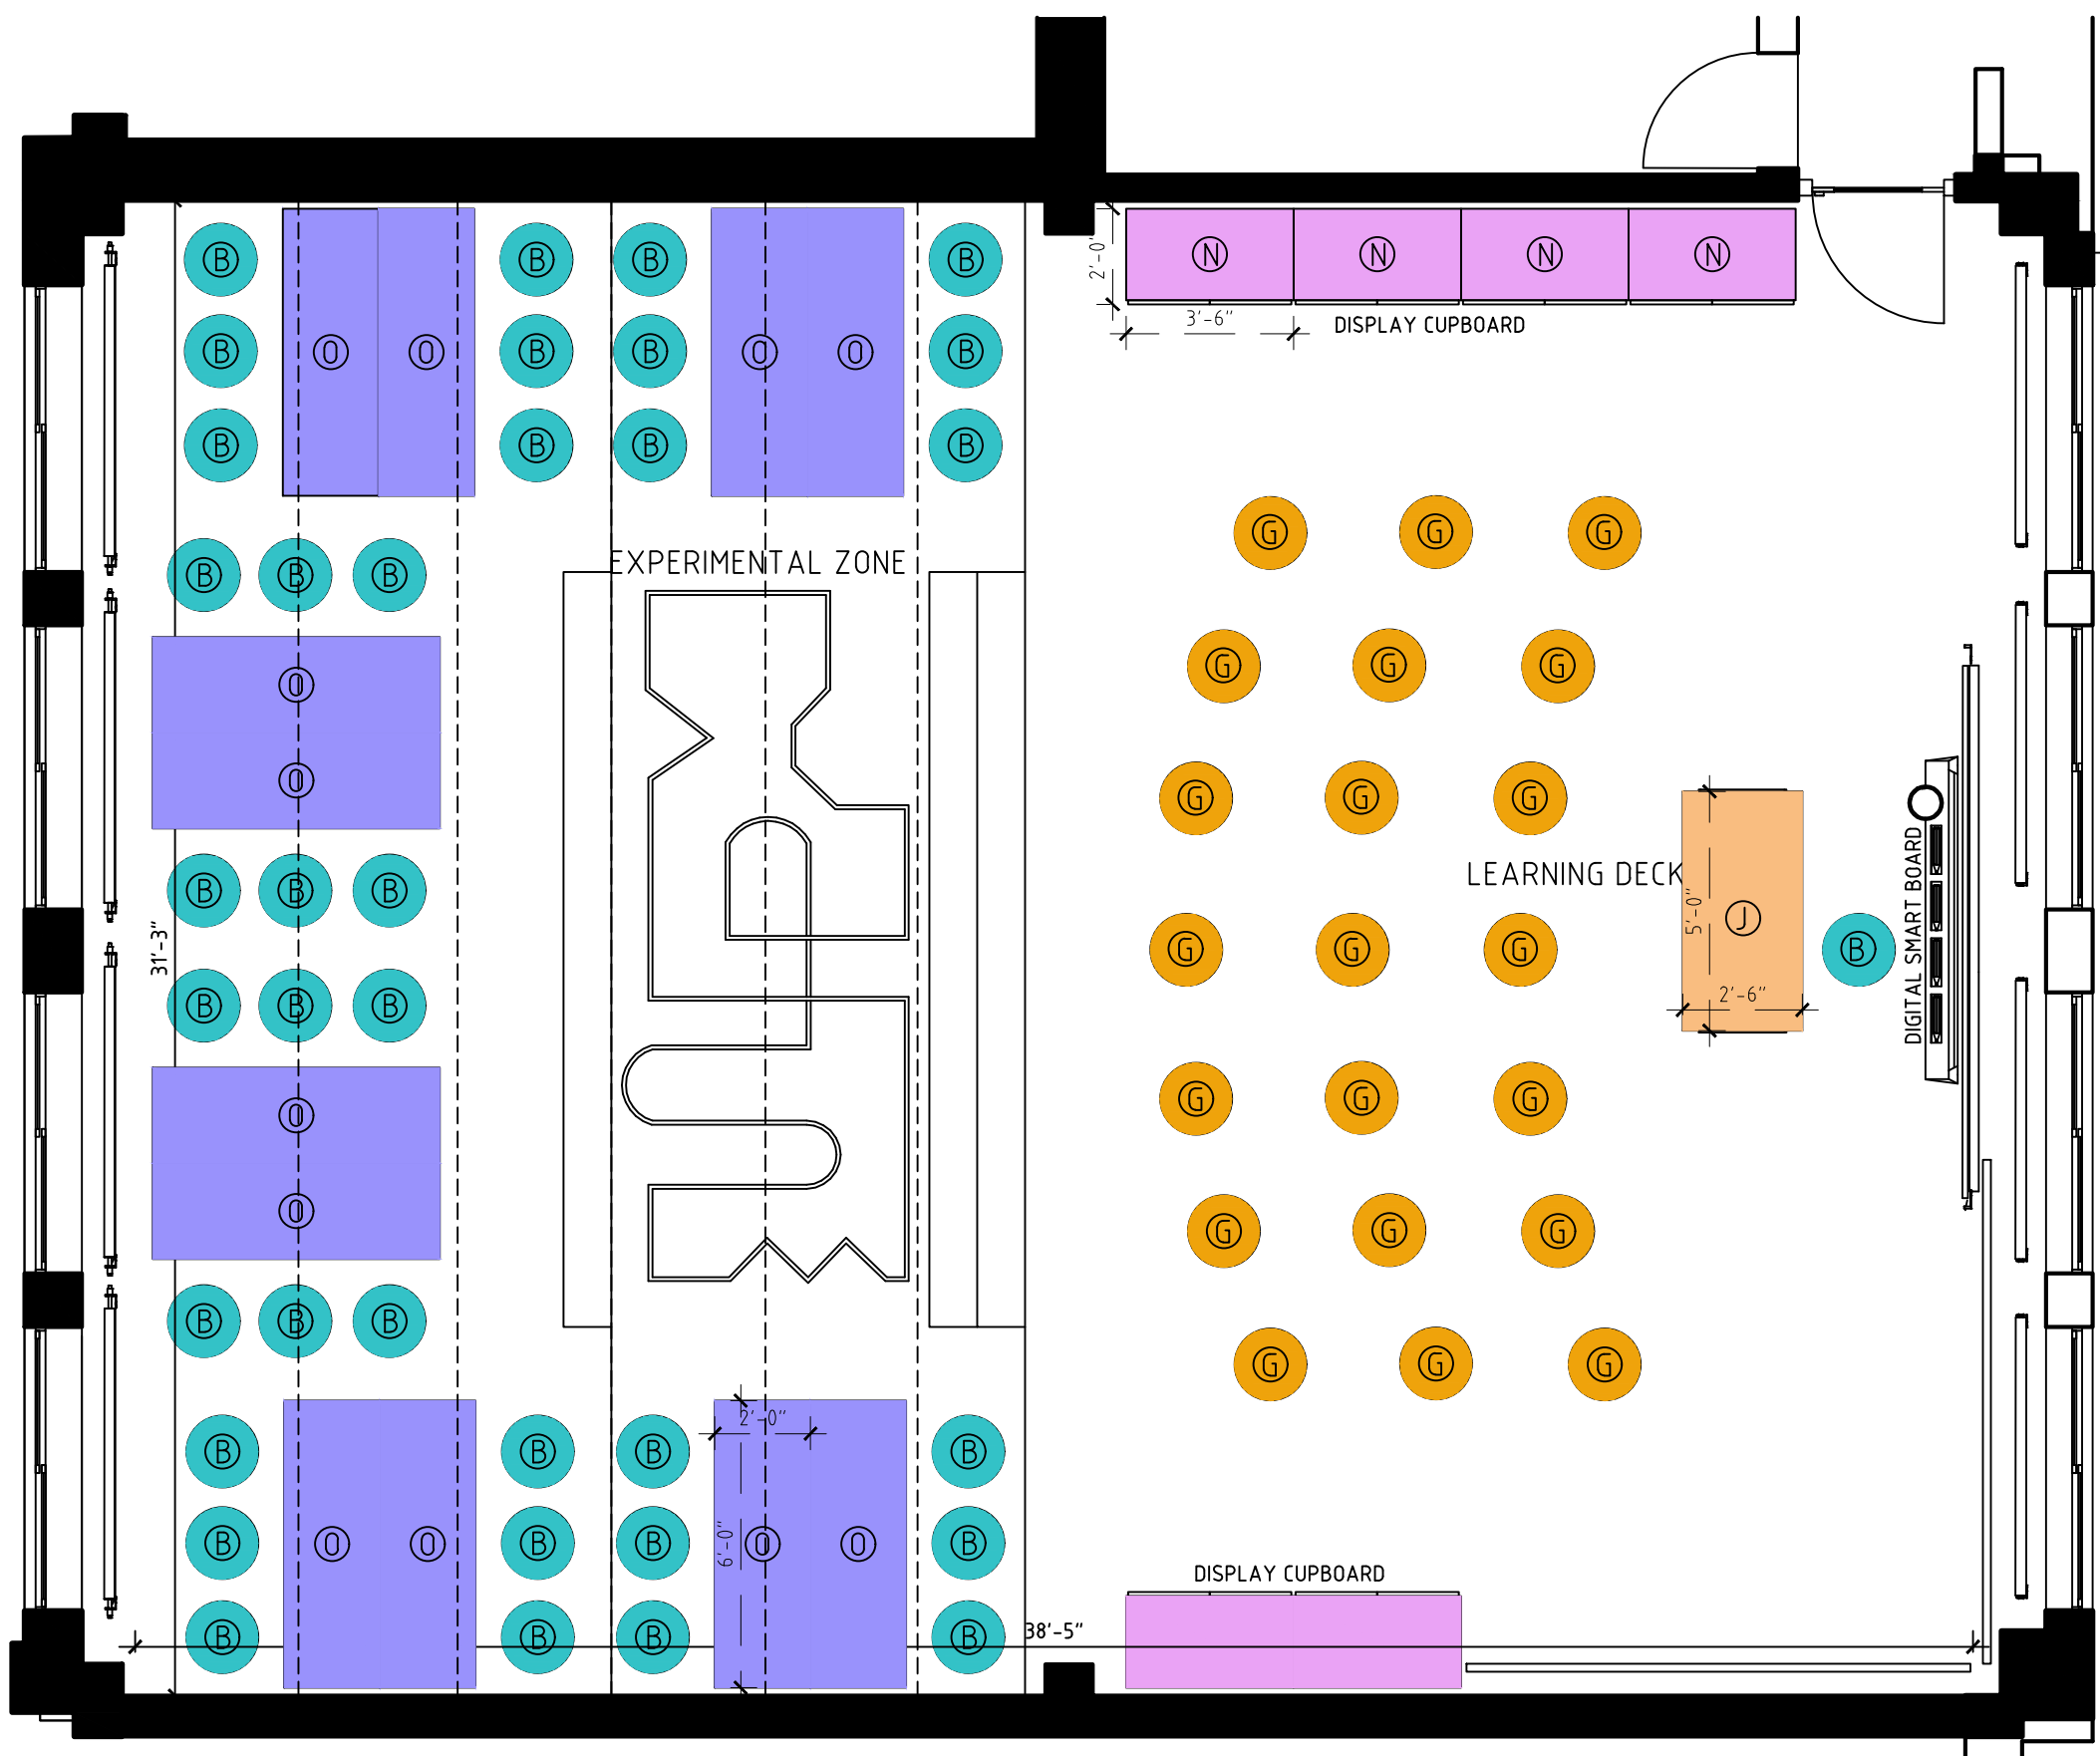 B B B B N N N N
2'-0"
3'-6" DISPLAY CUPBOARD
B O O B B O O B
B B B B
EXPERIMENTAL ZONE
G G G
B B B
O
G G G
O
G G G
LEARNING DECK
B B B
5'-0"
J
DIGITAL SMART BOARD
31'-3"
G G G B
2'-6"
B B B
O
G G G
O
G G G
B B B
G G G
2'-0"
B B B B
6'-0"
B O O B B O O B
DISPLAY CUPBOARD
B B B B
38'-5"